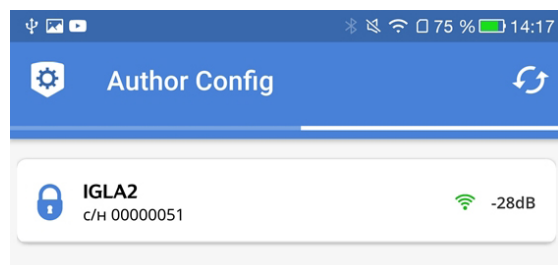 75 % 14:17
Author Config
IGLA2
с/н 00000051
-28dB